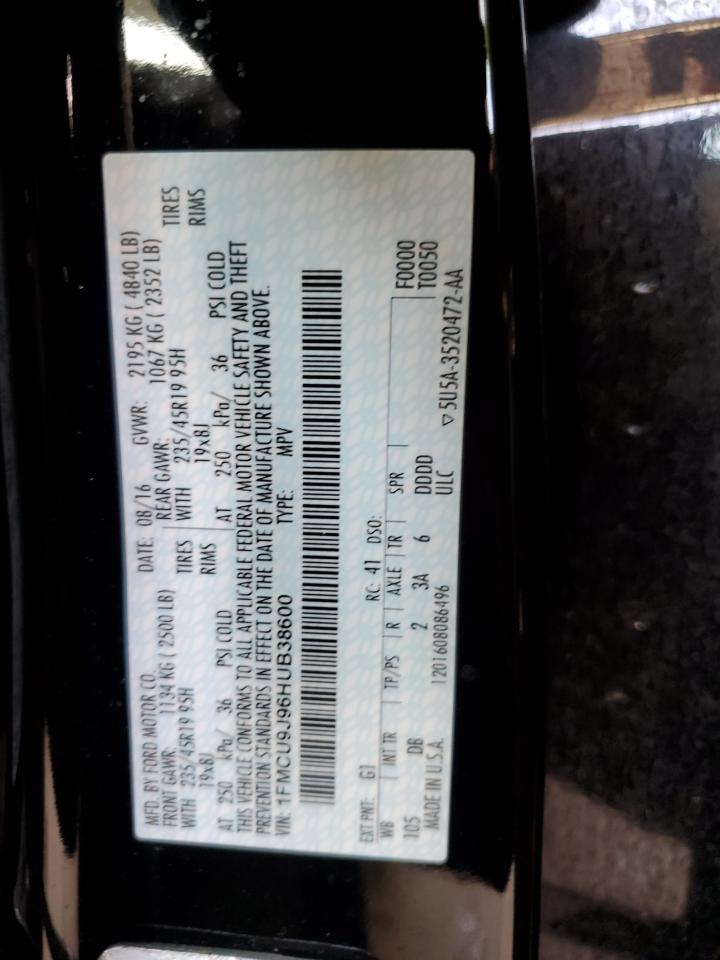 MFD. BY FORD MOTOR CO. DATE: 08/16 GVWR: 2195 KG ( 4840 LB)
FRONT GAWR: 1134 KG ( 2500 LB) REAR GAWR: 1067 KG ( 2352 LB)
WITH 235/45R19 95H TIRES WITH 235/45R19 95H TIRES
19x8J RIMS 19x8J RIMS
AT 250 kPa/ 36 PSI COLD AT 250 kPa/ 36 PSI COLD
THIS VEHICLE CONFORMS TO ALL APPLICABLE FEDERAL MOTOR VEHICLE SAFETY AND THEFT
PREVENTION STANDARDS IN EFFECT ON THE DATE OF MANUFACTURE SHOWN ABOVE.
VIN: 1FMCU9J96HUB38600 TYPE: MPV
EXT PNT: G1 RC: 41 DSO:
WB INT TR TP/PS R AXLE TR SPR F0000
105 DB 2 3A 6 DDDD T0050
MADE IN U.S.A. 1201608086496 ULC ▽5U5A-3520472-AA